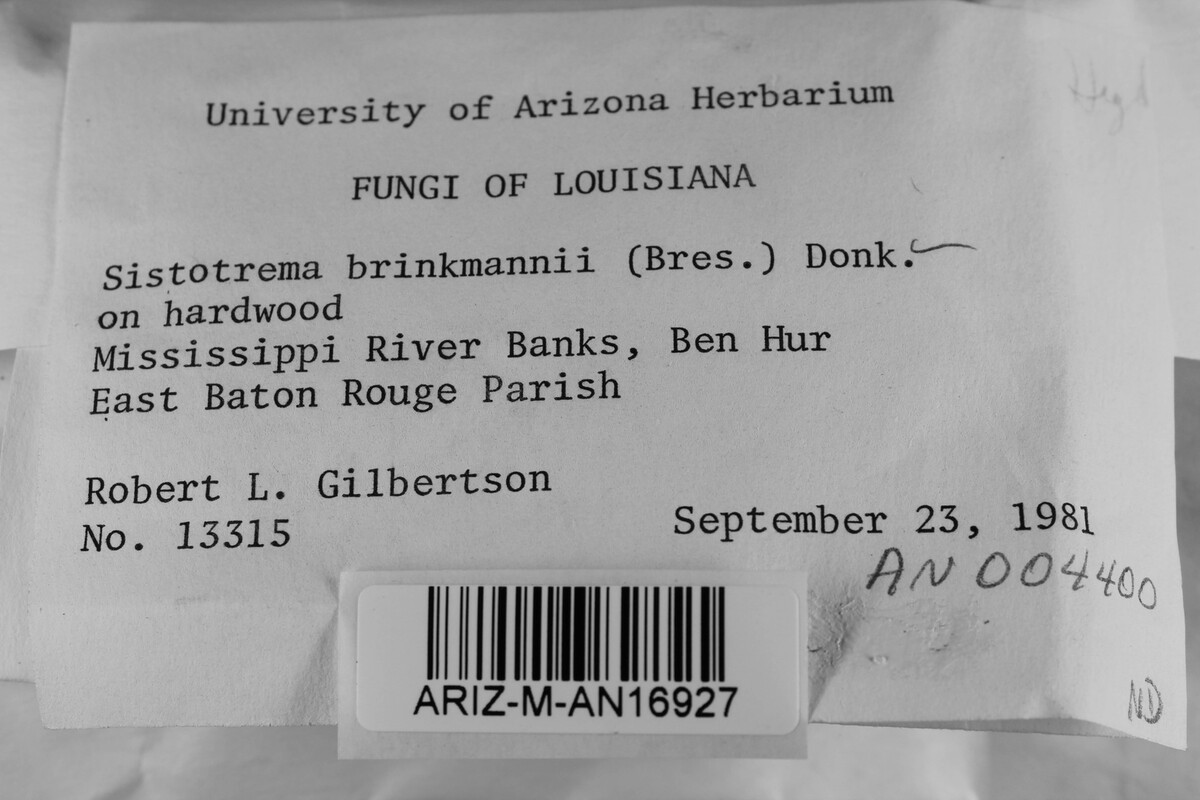 University of Arizona Herbarium
FUNGI OF LOUISIANA
Sistotrema brinkmannii (Bres.) Donk.
on hardwood
Mississippi River Banks, Ben Hur
East Baton Rouge Parish
Robert L. Gilbertson
No. 13315
September 23, 1981
AN 004400
ARIZ-M-AN16927
ND